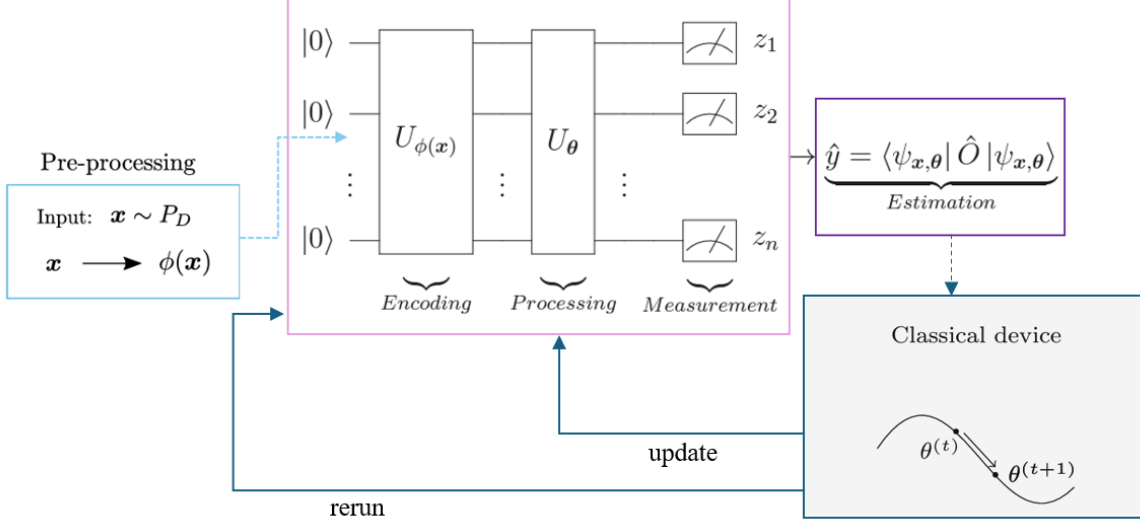 Pre-processing
Input: x ∼ P_D
x ⟶ ϕ(x)
|0⟩ z_1
|0⟩ z_2
U_ϕ(x) U_θ
⋮ ⋮ ⋮
|0⟩ z_n
Encoding Processing Measurement
ŷ = ⟨ψ_x,θ| Ô |ψ_x,θ⟩
Estimation
Classical device
θ^(t)
θ^(t+1)
update
rerun